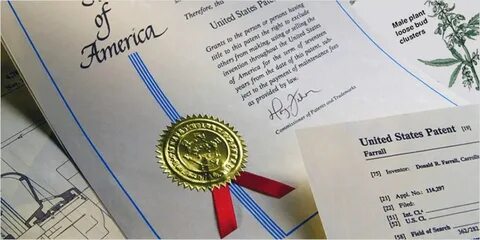 of
America
Therefore, this
United States Pat
Grants to the person or persons having
title to this patent the right to exclude
others from making, using or selling the
invention throughout the United States
of America for the term of seventeen
years from the date of this patent, sub-
ject to the payment of maintenance fees
as provided by law.
Commissioner of Patents and Trademarks
Male plant
loose bud
clusters
United States Patent [19]
Farrall
[75] Inventor: Donald R. Farrall, Carroll
[21] Appl. No.: 114,297
[22] Filed:
[51] Int. Cl.⁴
[52] U.S. Cl.
[58] Field of Search 362/282